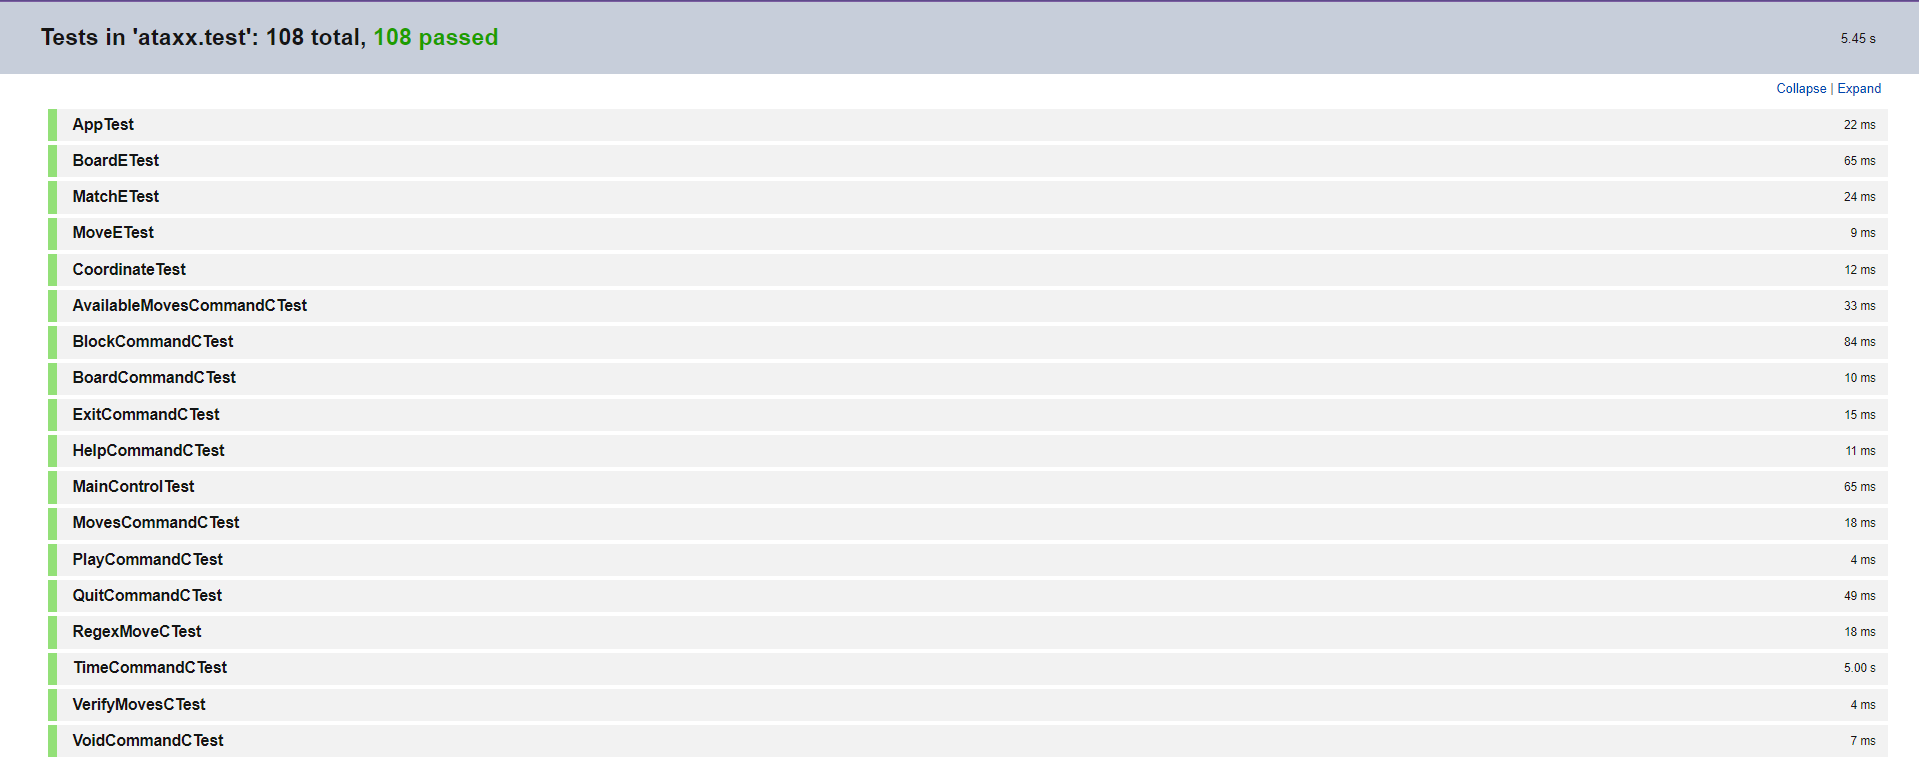 Tests in 'ataxx.test': 108 total, 108 passed 5.45 s
Collapse | Expand
AppTest 22 ms
BoardETest 65 ms
MatchETest 24 ms
MoveETest 9 ms
CoordinateTest 12 ms
AvailableMovesCommandCTest 33 ms
BlockCommandCTest 84 ms
BoardCommandCTest 10 ms
ExitCommandCTest 15 ms
HelpCommandCTest 11 ms
MainControlTest 65 ms
MovesCommandCTest 18 ms
PlayCommandCTest 4 ms
QuitCommandCTest 49 ms
RegexMoveCTest 18 ms
TimeCommandCTest 5.00 s
VerifyMovesCTest 4 ms
VoidCommandCTest 7 ms